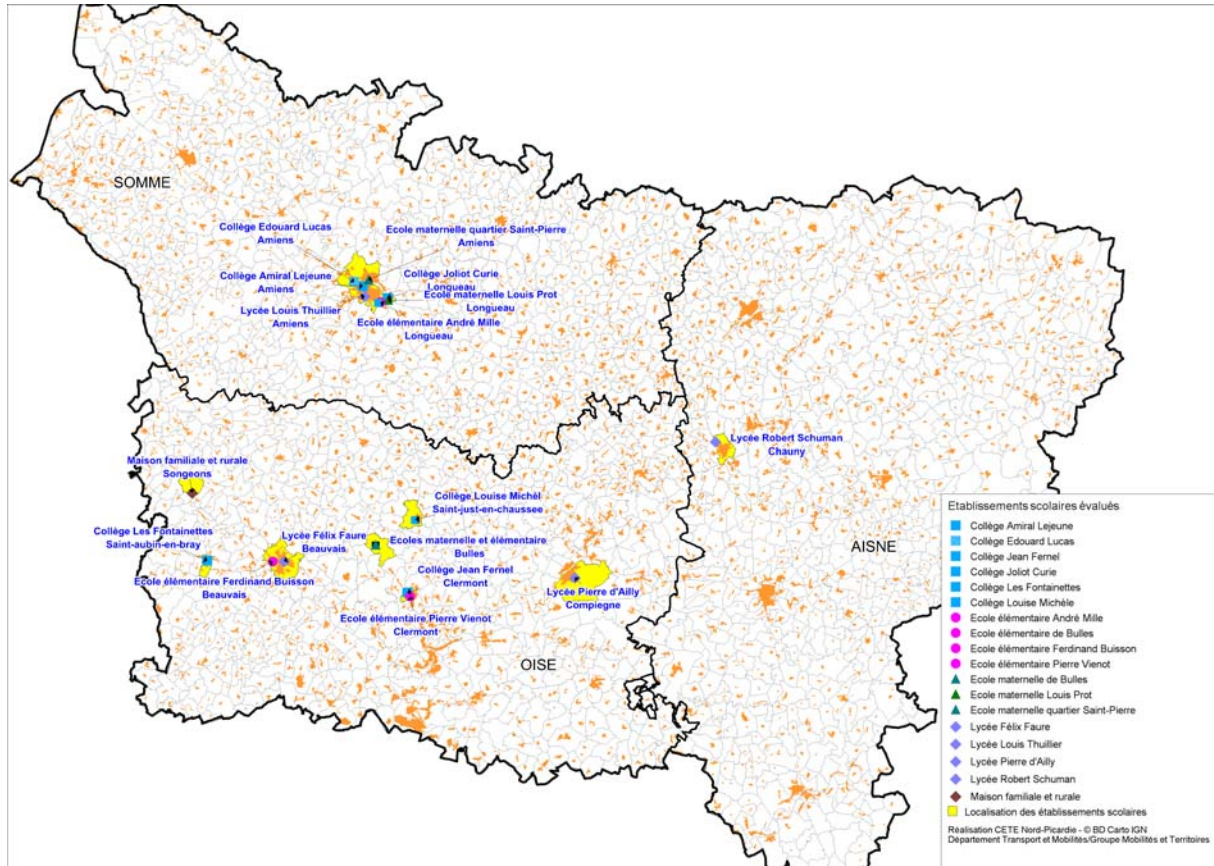 SOMME
Collège Edouard Lucas
Amiens
Ecole maternelle quartier Saint-Pierre
Amiens
Collège Amiral Lejeune
Amiens
Collège Joliot Curie
Longueau
Ecole maternelle Louis Prot
Longueau
Lycée Louis Thuillier
Amiens
Ecole élémentaire André Mille
Longueau
Lycée Robert Schuman
Chauny
Maison familiale et rurale
Songeons
Collège Louise Michèl
Saint-just-en-chaussee
Collège Les Fontainettes
Saint-aubin-en-bray
Lycée Félix Faure
Beauvais
Ecoles maternelle et élémentaire
Bulles
Collège Jean Fernel
Clermont
Ecole élémentaire Ferdinand Buisson
Beauvais
Lycée Pierre d'Ailly
Compiegne
Ecole élémentaire Pierre Vienot
Clermont
OISE
AISNE
Etablissements scolaires évalués
Collège Amiral Lejeune
Collège Edouard Lucas
Collège Jean Fernel
Collège Joliot Curie
Collège Les Fontainettes
Collège Louise Michèle
Ecole élémentaire André Mille
Ecole élémentaire de Bulles
Ecole élémentaire Ferdinand Buisson
Ecole élémentaire Pierre Vienot
Ecole maternelle de Bulles
Ecole maternelle Louis Prot
Ecole maternelle quartier Saint-Pierre
Lycée Félix Faure
Lycée Louis Thuillier
Lycée Pierre d'Ailly
Lycée Robert Schuman
Maison familiale et rurale
Localisation des établissements scolaires
Réalisation CETE Nord-Picardie - © BD Carto IGN
Département Transport et Mobilités/Groupe Mobilités et Territoires